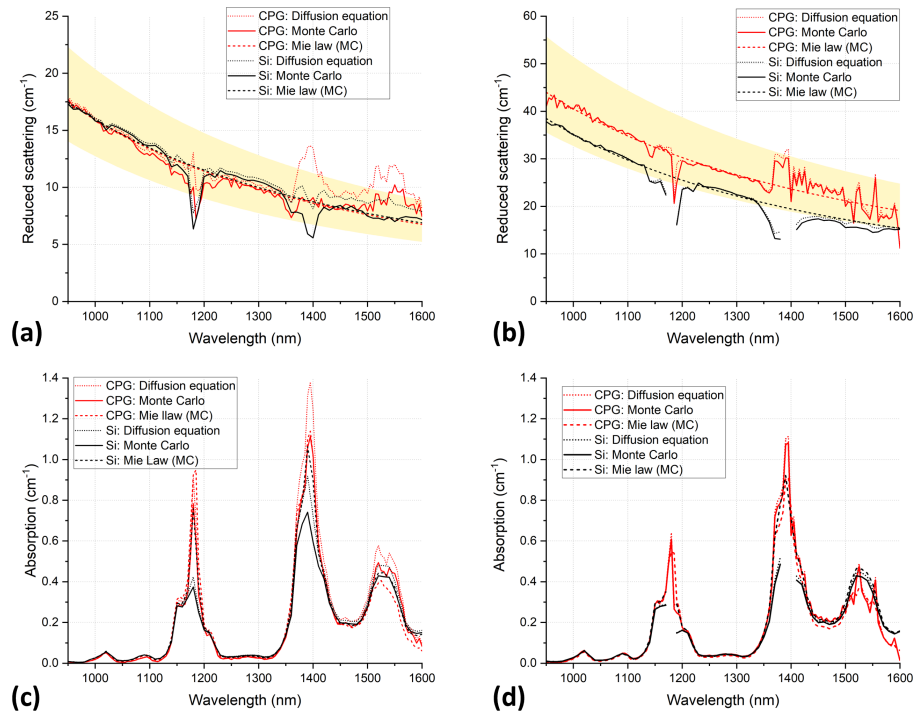 25
20
15
10
5
0
Reduced scattering (cm⁻¹)
CPG: Diffusion equation
CPG: Monte Carlo
CPG: Mie law (MC)
Si: Diffusion equation
Si: Monte Carlo
Si: Mie law (MC)
1000 1100 1200 1300 1400 1500 1600
Wavelength (nm)
(a)
60
50
40
30
20
10
0
Reduced scattering (cm⁻¹)
CPG: Diffusion equation
CPG: Monte Carlo
CPG: Mie law (MC)
Si: Diffusion equation
Si: Monte Carlo
Si: Mie law (MC)
1000 1100 1200 1300 1400 1500 1600
Wavelength (nm)
(b)
1.4
1.2
1.0
0.8
0.6
0.4
0.2
0.0
Absorption (cm⁻¹)
CPG: Diffusion equation
CPG: Monte Carlo
CPG: Mie llaw (MC)
Si: Diffusion equation
Si: Monte Carlo
Si: Mie Law (MC)
1000 1100 1200 1300 1400 1500 1600
Wavelength (nm)
(c)
1.4
1.2
1.0
0.8
0.6
0.4
0.2
0.0
Absorption (cm⁻¹)
CPG: Diffusion equation
CPG: Monte Carlo
CPG: Mie law (MC)
Si: Diffusion equation
Si: Monte Carlo
Si: Mie law (MC)
1000 1100 1200 1300 1400 1500 1600
Wavelength (nm)
(d)